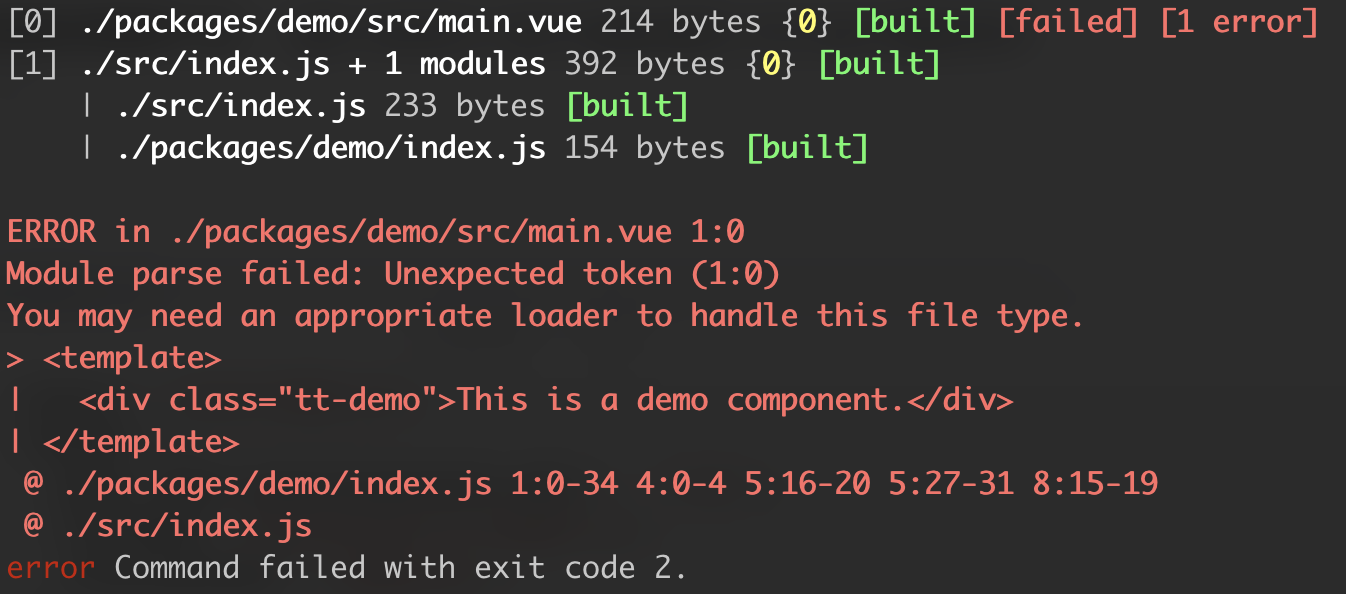 [0] ./packages/demo/src/main.vue 214 bytes {0} [built] [failed] [1 error]
[1] ./src/index.js + 1 modules 392 bytes {0} [built]
    | ./src/index.js 233 bytes [built]
    | ./packages/demo/index.js 154 bytes [built]
ERROR in ./packages/demo/src/main.vue 1:0
Module parse failed: Unexpected token (1:0)
You may need an appropriate loader to handle this file type.
> <template>
|   <div class="tt-demo">This is a demo component.</div>
| </template>
 @ ./packages/demo/index.js 1:0-34 4:0-4 5:16-20 5:27-31 8:15-19
 @ ./src/index.js
error Command failed with exit code 2.